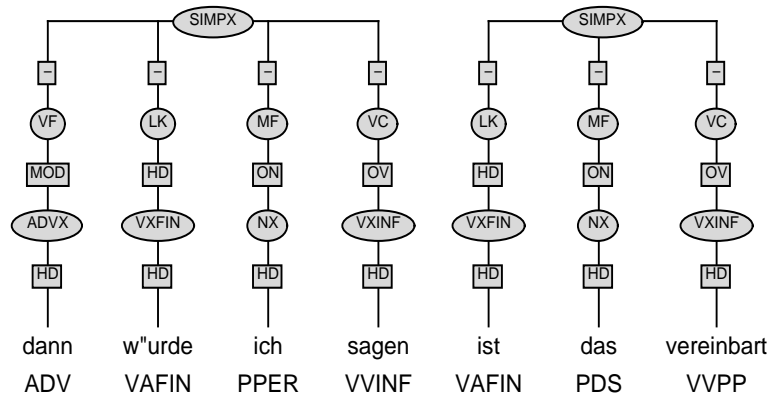 SIMPX SIMPX
– – – – – – –
VF LK MF VC LK MF VC
MOD HD ON OV HD ON OV
ADVX VXFIN NX VXINF VXFIN NX VXINF
HD HD HD HD HD HD HD
dann w"urde ich sagen ist das vereinbart
ADV VAFIN PPER VVINF VAFIN PDS VVPP